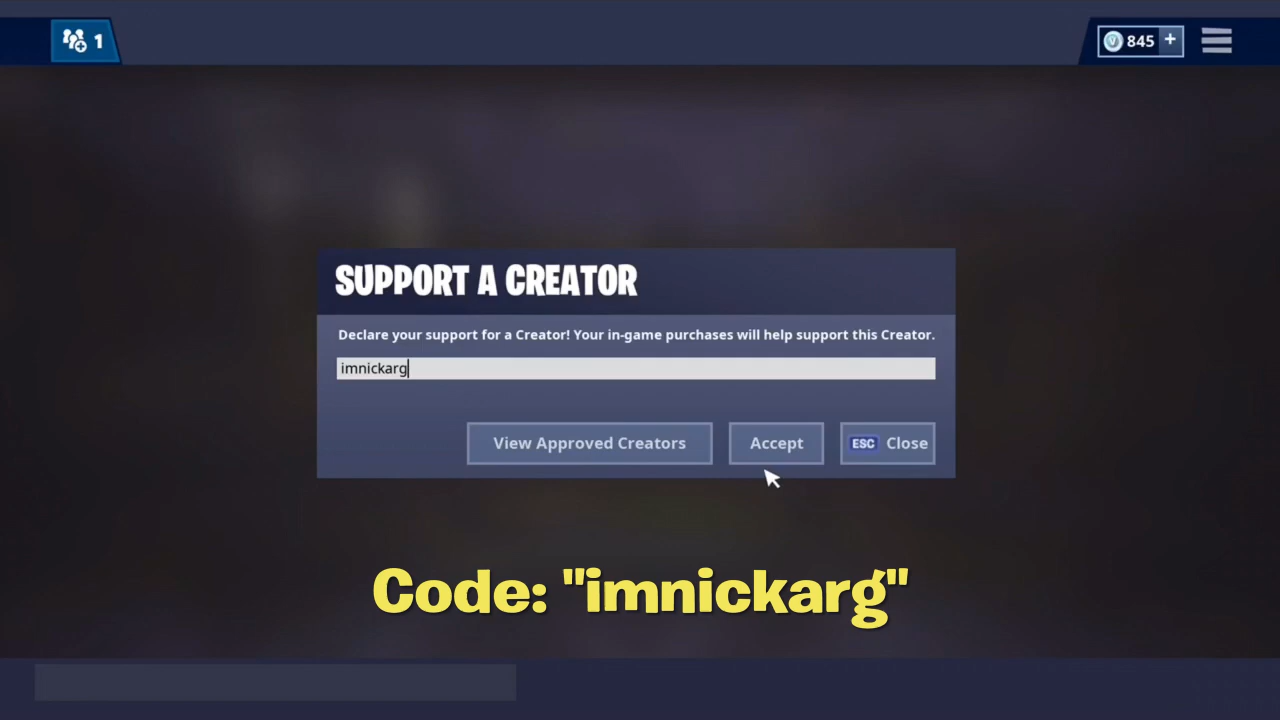 1
845 +
SUPPORT A CREATOR
Declare your support for a Creator! Your in-game purchases will help support this Creator.
imnickarg
View Approved Creators Accept ESC Close
Code: "imnickarg"